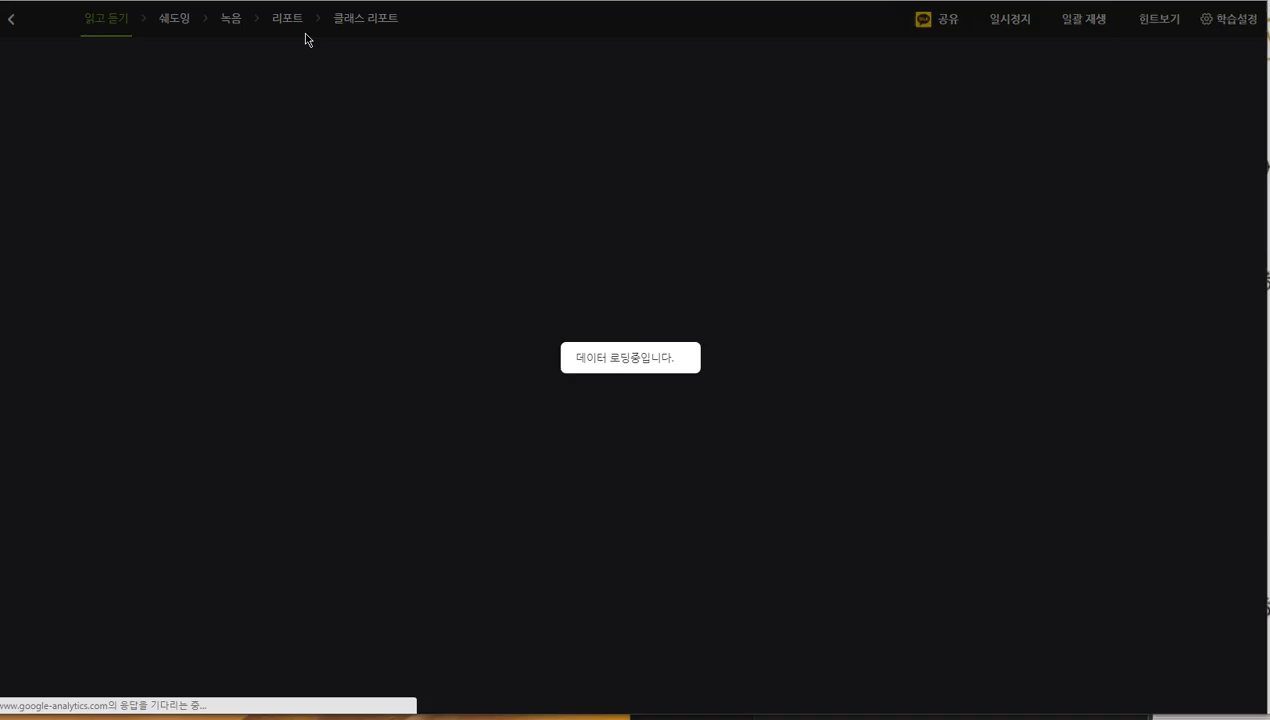 읽고 듣기 > 쉐도잉 > 녹음 > 리포트 > 클래스 리포트 공유 일시정지 일괄 재생 힌트보기 학습설정
데이터 로딩중입니다.
www.google-analytics.com의 응답을 기다리는 중...